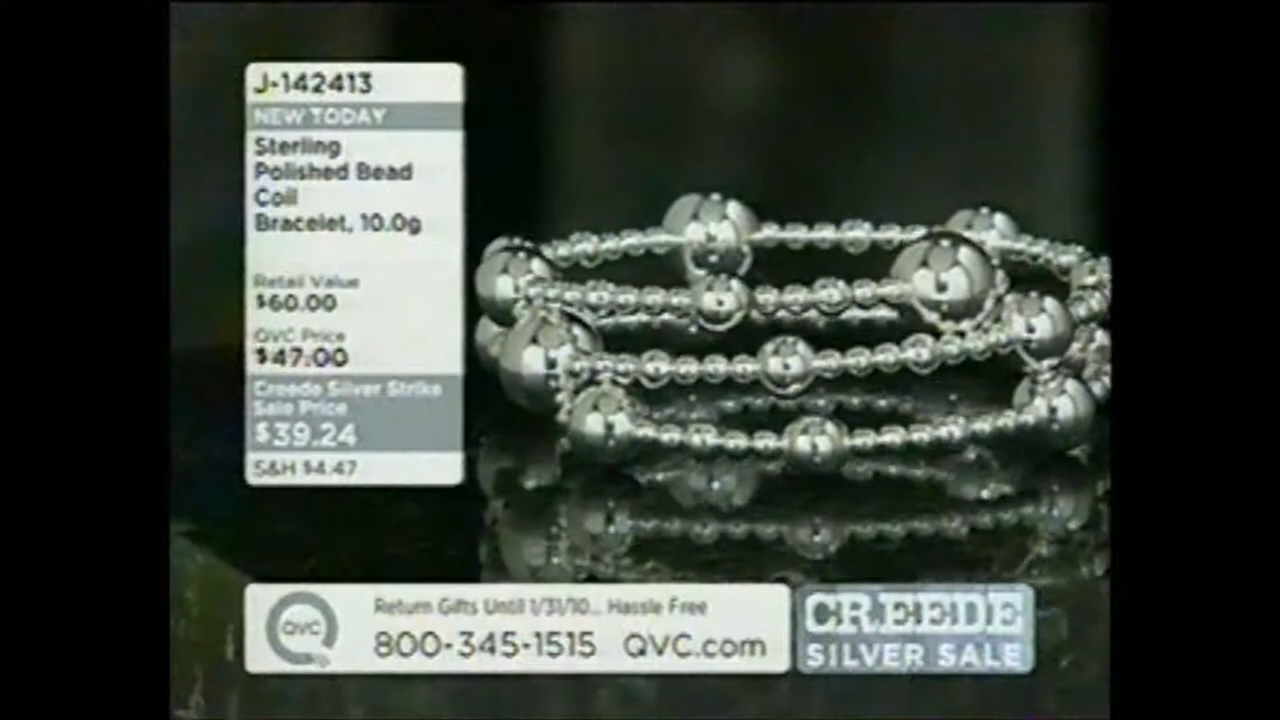 J-142413
NEW TODAY
Sterling
Polished Bead
Coil
Bracelet, 10.0g
Retail Value
$60.00
QVC Price
$47.00
Creede Silver Strike
Sale Price
$39.24
S&H $4.47
QVC
Return Gifts Until 1/31/10... Hassle Free
800-345-1515 QVC.com
CREEDE
SILVER SALE